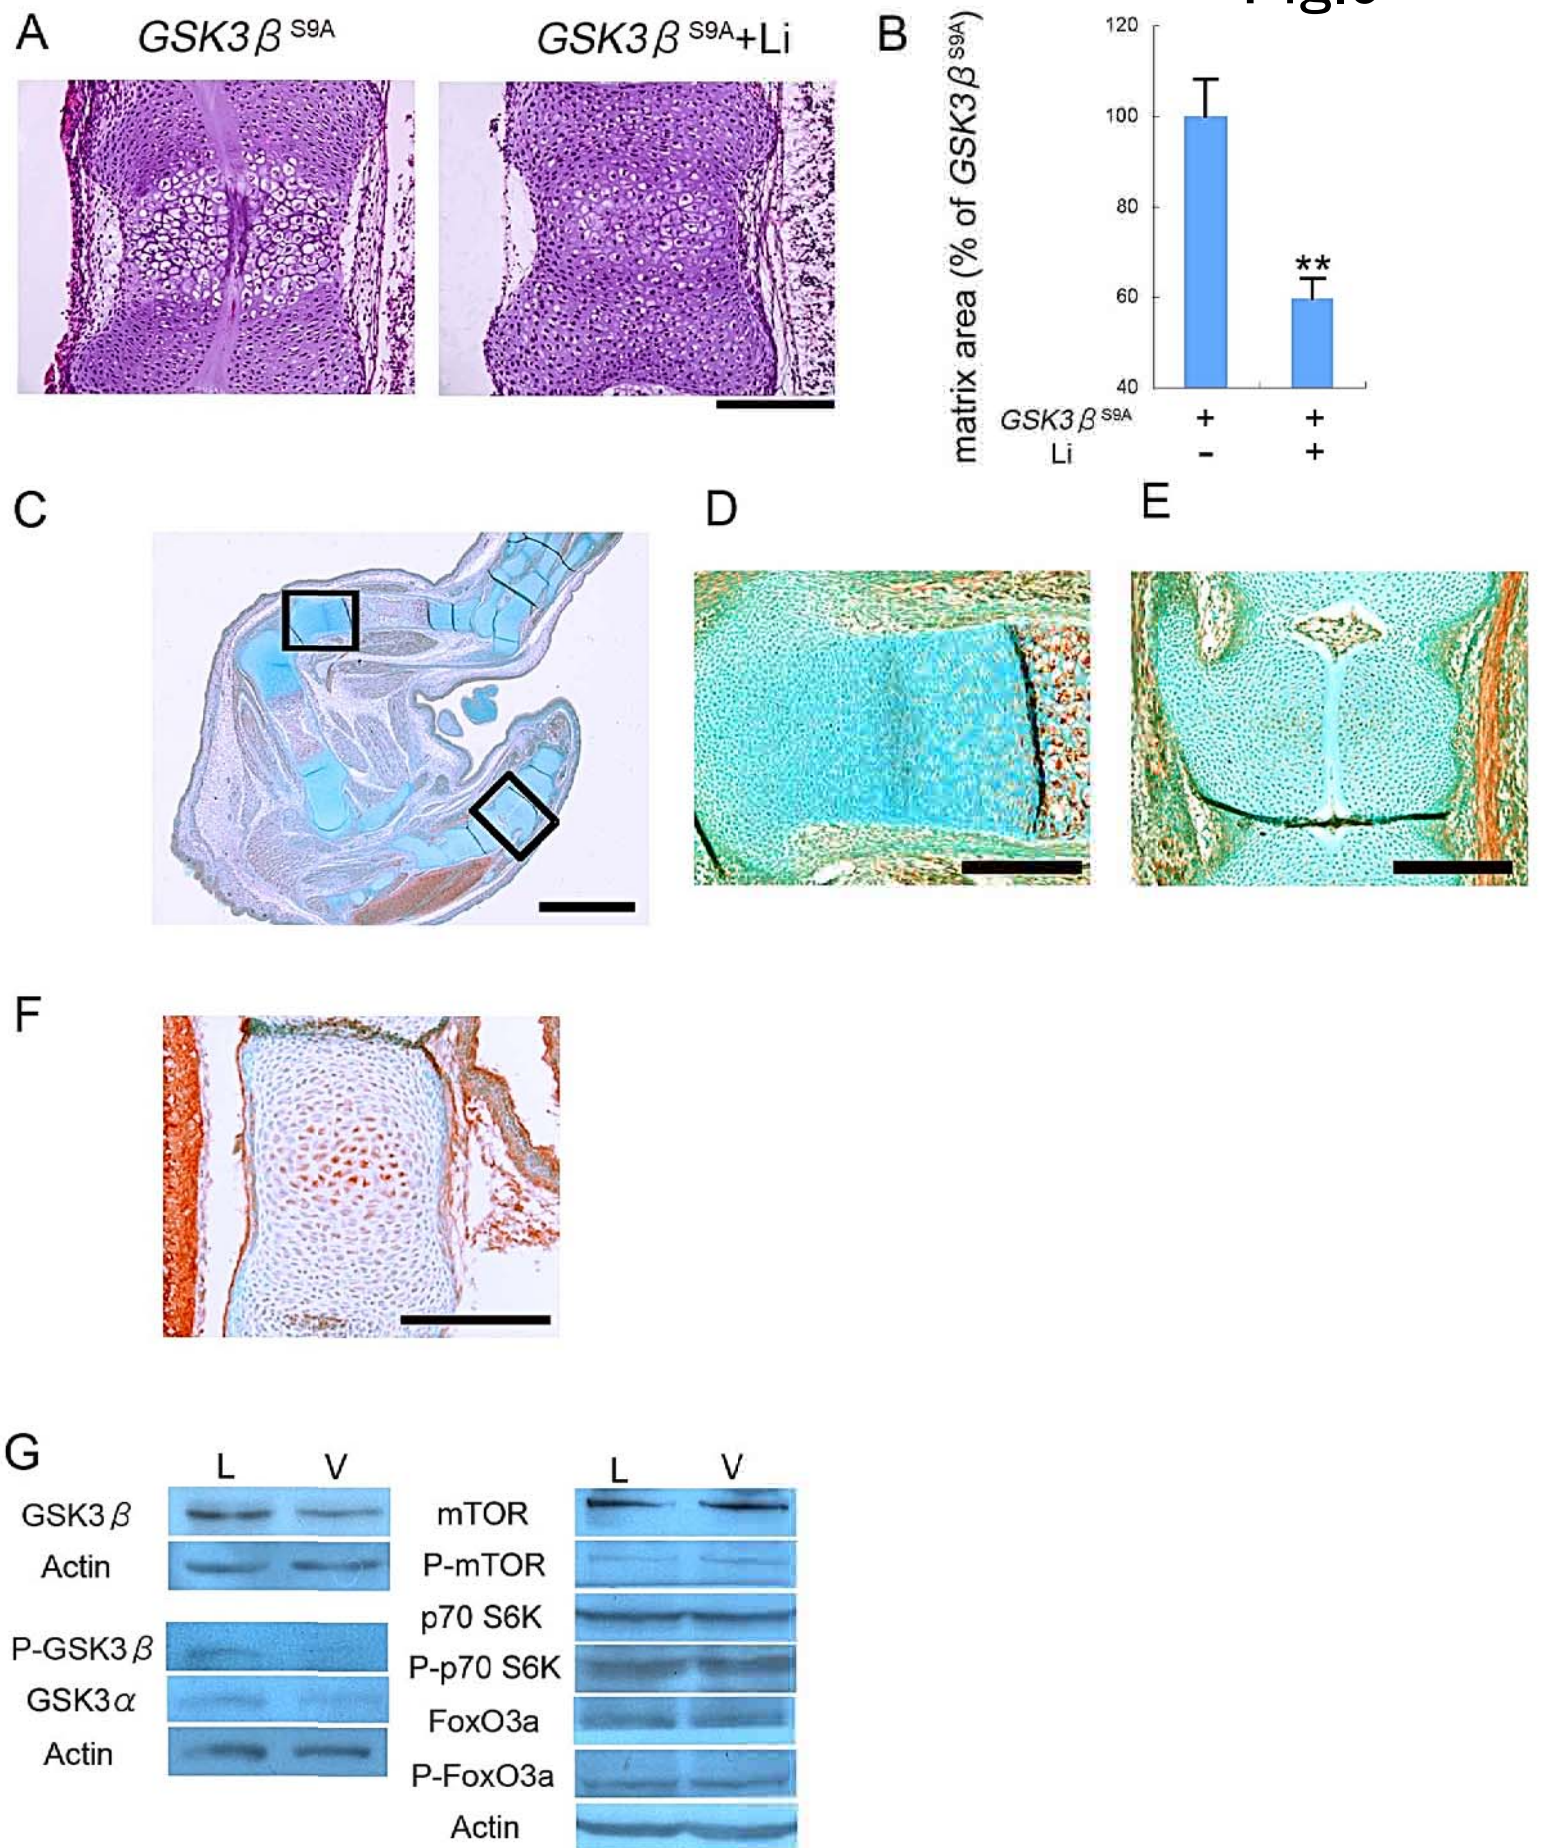 A
GSK3β S9A
GSK3β S9A+Li
B
matrix area (% of GSK3β S9A)
120
100
80
60
40
**
GSK3β S9A + +
Li - +
C
D
E
F
G
L V
GSK3β
Actin
P-GSK3β
GSK3α
Actin
L V
mTOR
P-mTOR
p70 S6K
P-p70 S6K
FoxO3a
P-FoxO3a
Actin